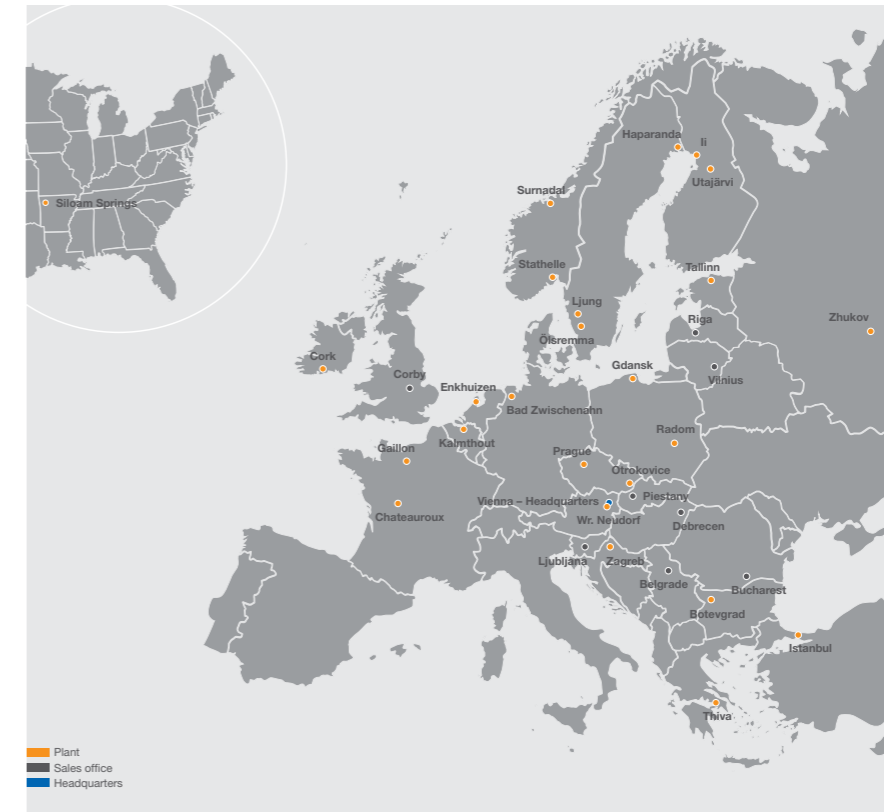 Haparanda
Ii
Utajärvi
Siloam Springs
Surnadal
Stathelle
Tallinn
Ljung
Riga
Zhukov
Ölsremma
Cork
Gdansk
Corby
Vilnius
Enkhuizen
Bad Zwischenahn
Radom
Kalmthout
Gaillon
Prague
Otrokovice
Vienna – Headquarters
Piestany
Chateauroux
Wr. Neudorf
Debrecen
Ljubljana
Zagreb
Belgrade
Bucharest
Botevgrad
Istanbul
Thiva
Plant
Sales office
Headquarters